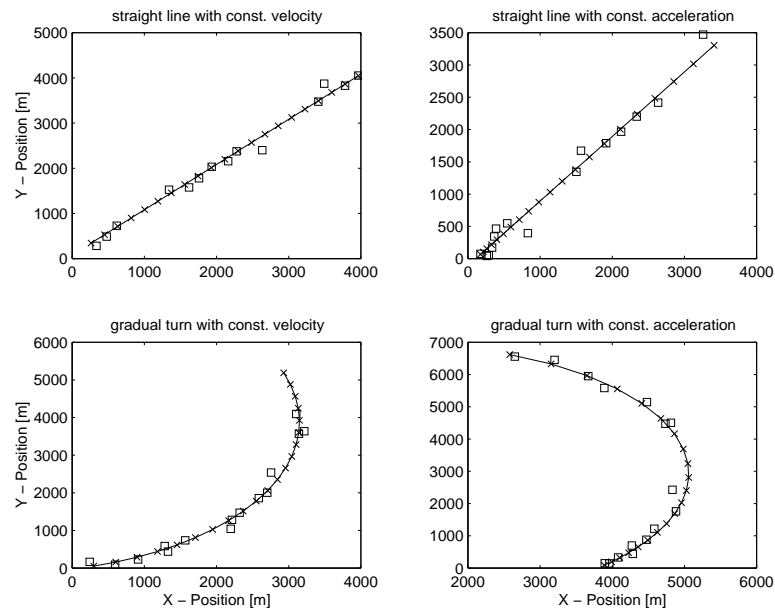 straight line with const. velocity
5000
4000
3000
2000
1000
0
Y – Position [m]
0 1000 2000 3000 4000
straight line with const. acceleration
3500
3000
2500
2000
1500
1000
500
0
0 1000 2000 3000 4000
gradual turn with const. velocity
6000
5000
4000
3000
2000
1000
0
Y – Position [m]
0 1000 2000 3000 4000
X – Position [m]
gradual turn with const. acceleration
7000
6000
5000
4000
3000
2000
1000
0
2000 3000 4000 5000 6000
X – Position [m]